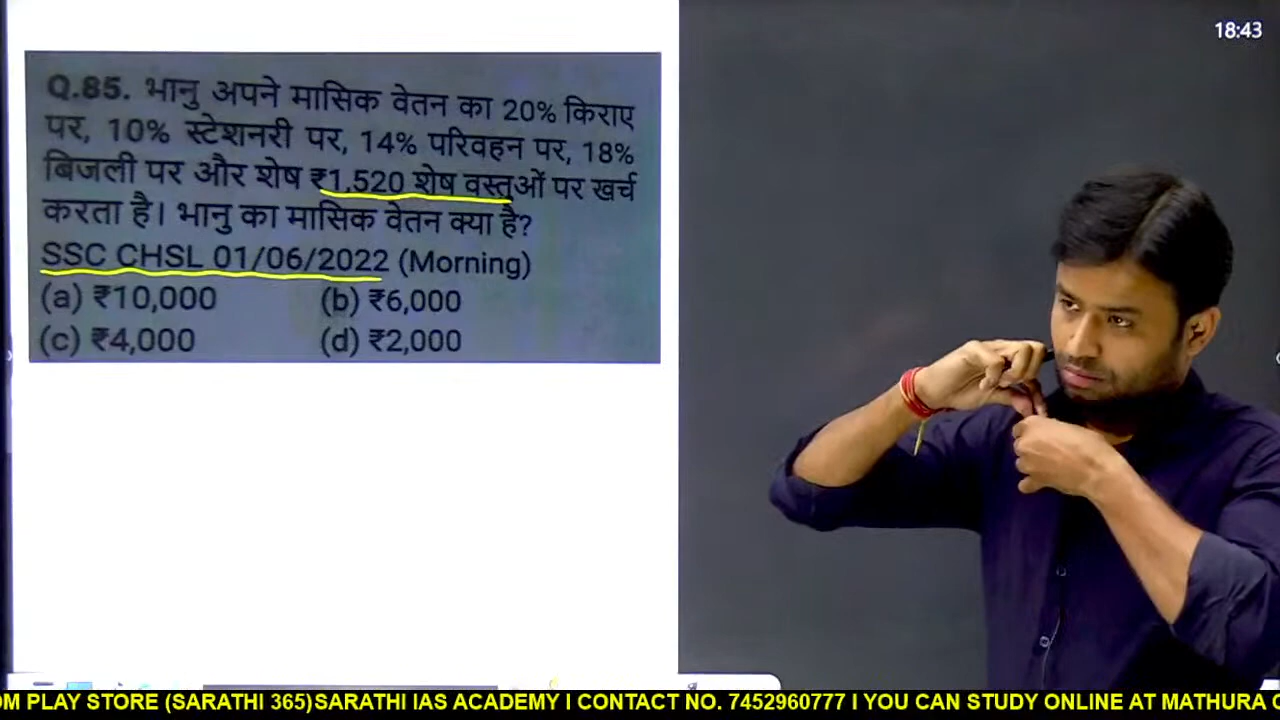 18:43
Q.85. भानु अपने मासिक वेतन का 20% किराए
पर, 10% स्टेशनरी पर, 14% परिवहन पर, 18%
बिजली पर और शेष ₹1,520 शेष वस्तुओं पर खर्च
करता है। भानु का मासिक वेतन क्या है?
SSC CHSL 01/06/2022 (Morning)
(a) ₹10,000 (b) ₹6,000
(c) ₹4,000 (d) ₹2,000
OM PLAY STORE (SARATHI 365)SARATHI IAS ACADEMY I CONTACT NO. 7452960777 I YOU CAN STUDY ONLINE AT MATHURA